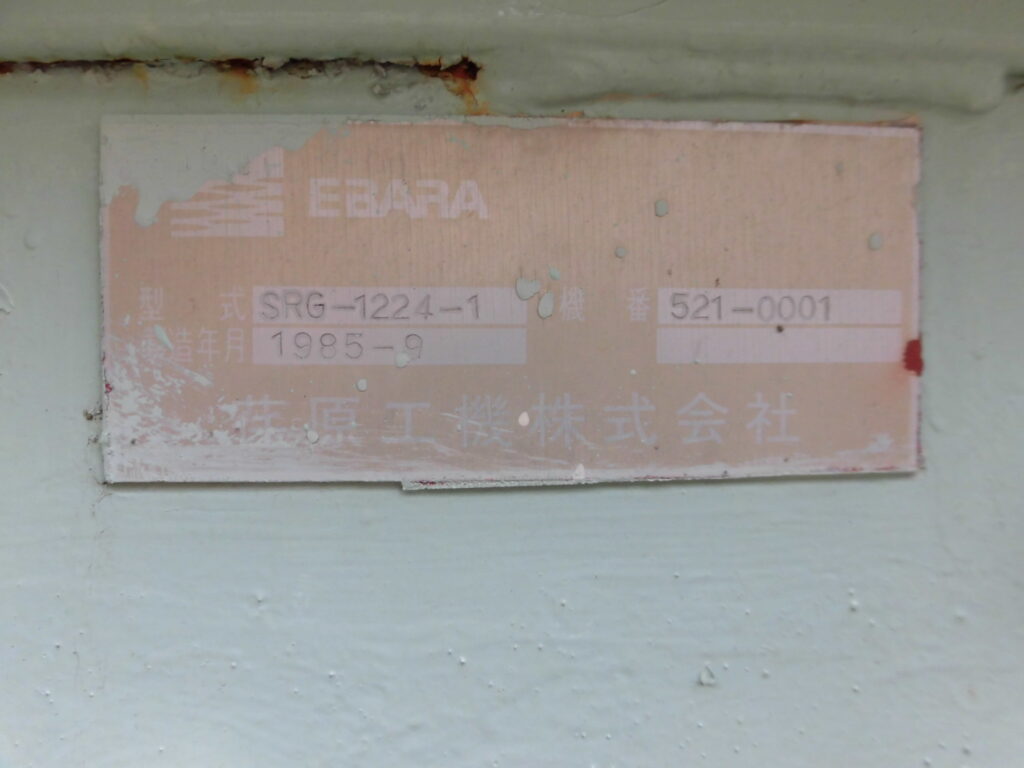 EBARA
型式 SRG-1224-1 機番 521-0001
製造年月 1985-9
荏原工機株式会社